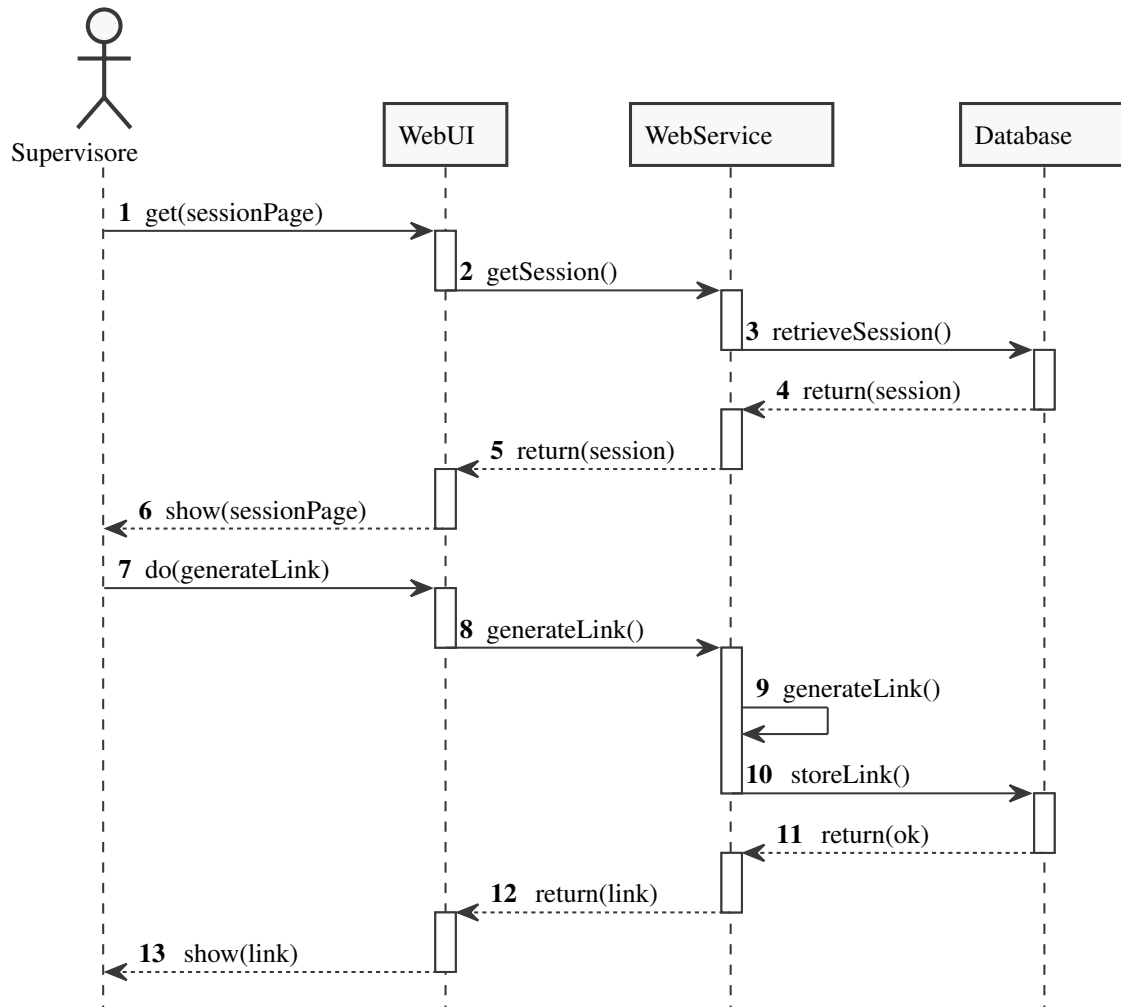 Supervisore
WebUI
WebService
Database
1 get(sessionPage)
2 getSession()
3 retrieveSession()
4 return(session)
5 return(session)
6 show(sessionPage)
7 do(generateLink)
8 generateLink()
9 generateLink()
10 storeLink()
11 return(ok)
12 return(link)
13 show(link)